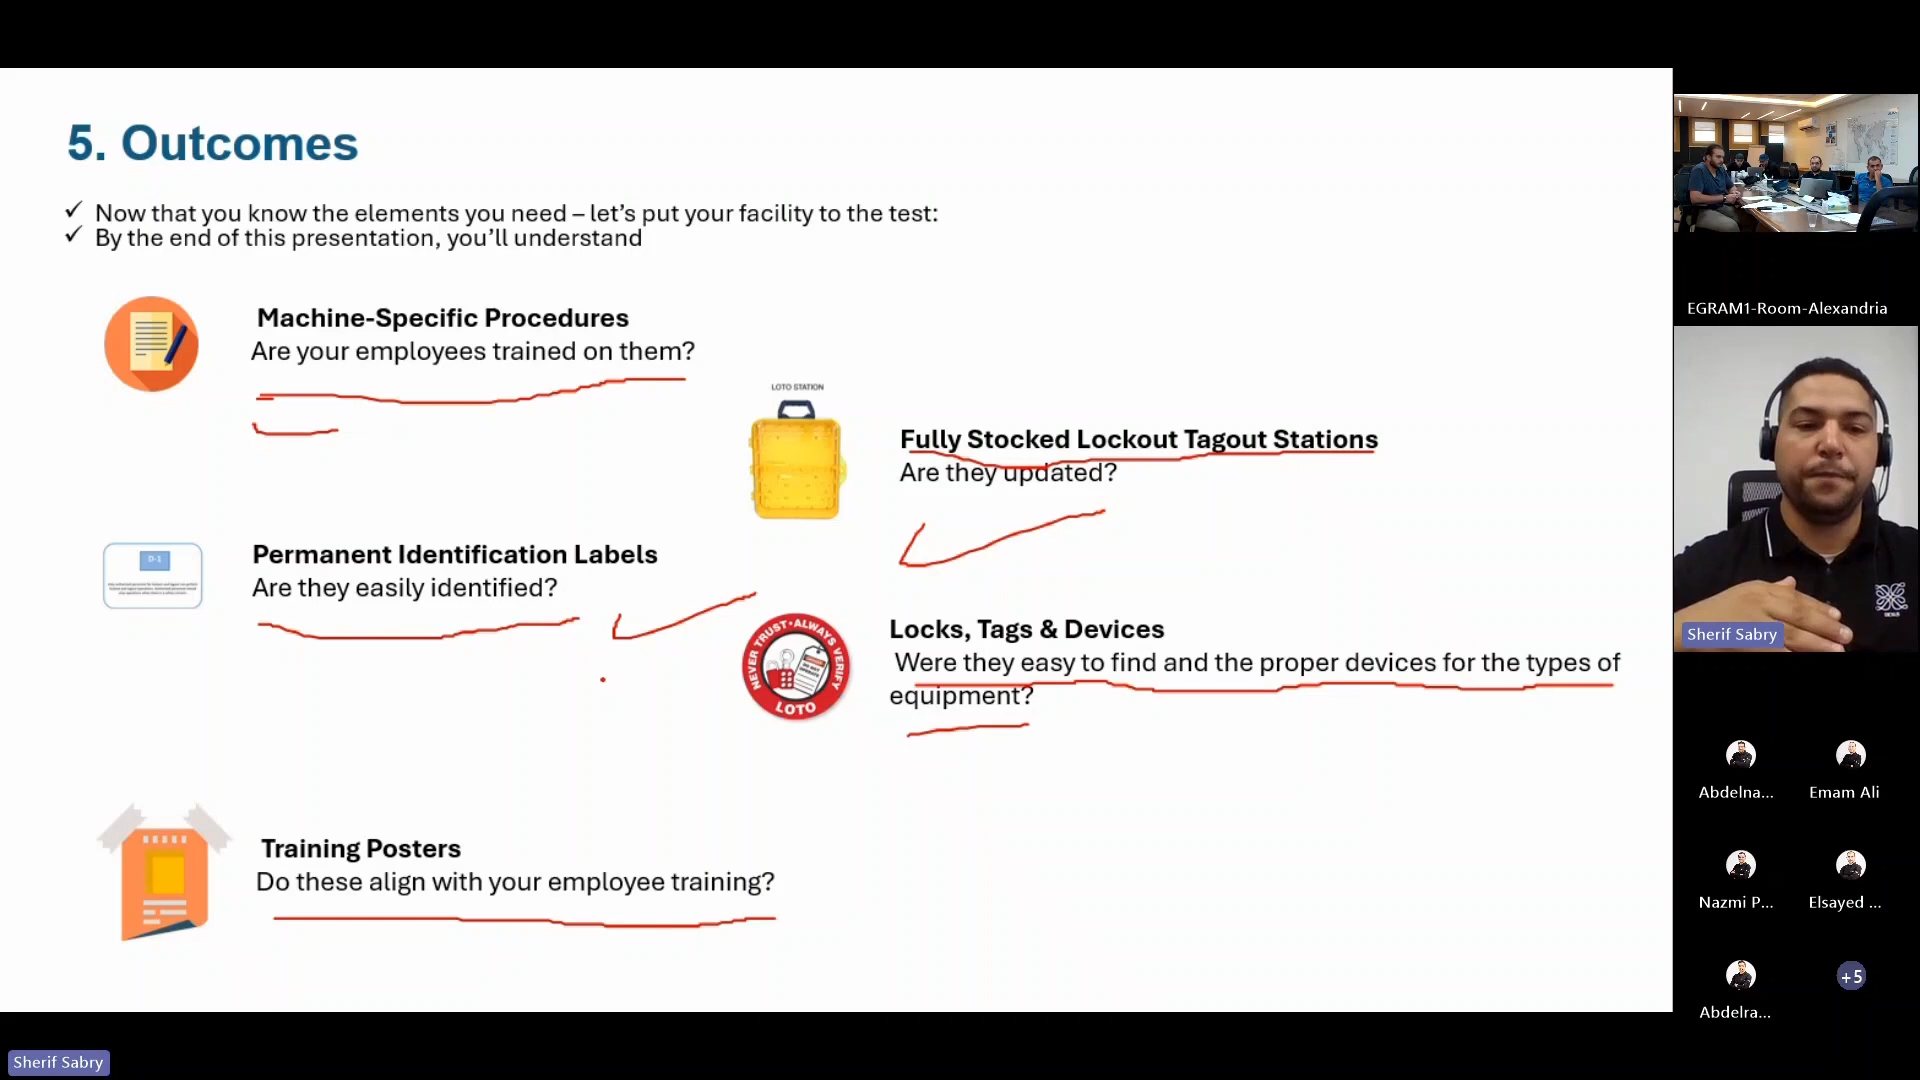 5. Outcomes
✓ Now that you know the elements you need – let's put your facility to the test:
✓ By the end of this presentation, you'll understand
Machine-Specific Procedures
Are your employees trained on them?
LOTO STATION
Fully Stocked Lockout Tagout Stations
Are they updated?
D-1
Permanent Identification Labels
Are they easily identified?
NEVER TRUST • ALWAYS VERIFY
LOTO
Locks, Tags & Devices
Were they easy to find and the proper devices for the types of
equipment?
Training Posters
Do these align with your employee training?
EGRAM1-Room-Alexandria
Sherif Sabry
Abdelna...
Emam Ali
Nazmi P...
Elsayed ...
Abdelra...
+5
Sherif Sabry